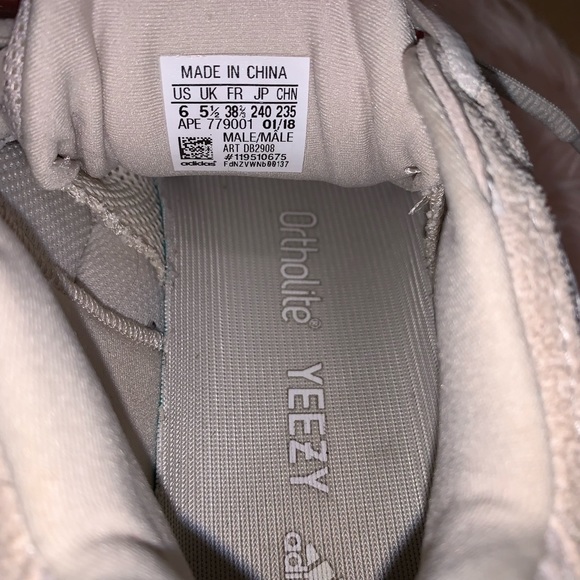 MADE IN CHINA
US UK FR JP CHN
6 5½ 38⅔ 240 235
APE 779001 01/18
MALE/MÂLE
ART DB2908
adidas #119510675
FdNZVWNb00137
Ortholite®
YEEZY
adi